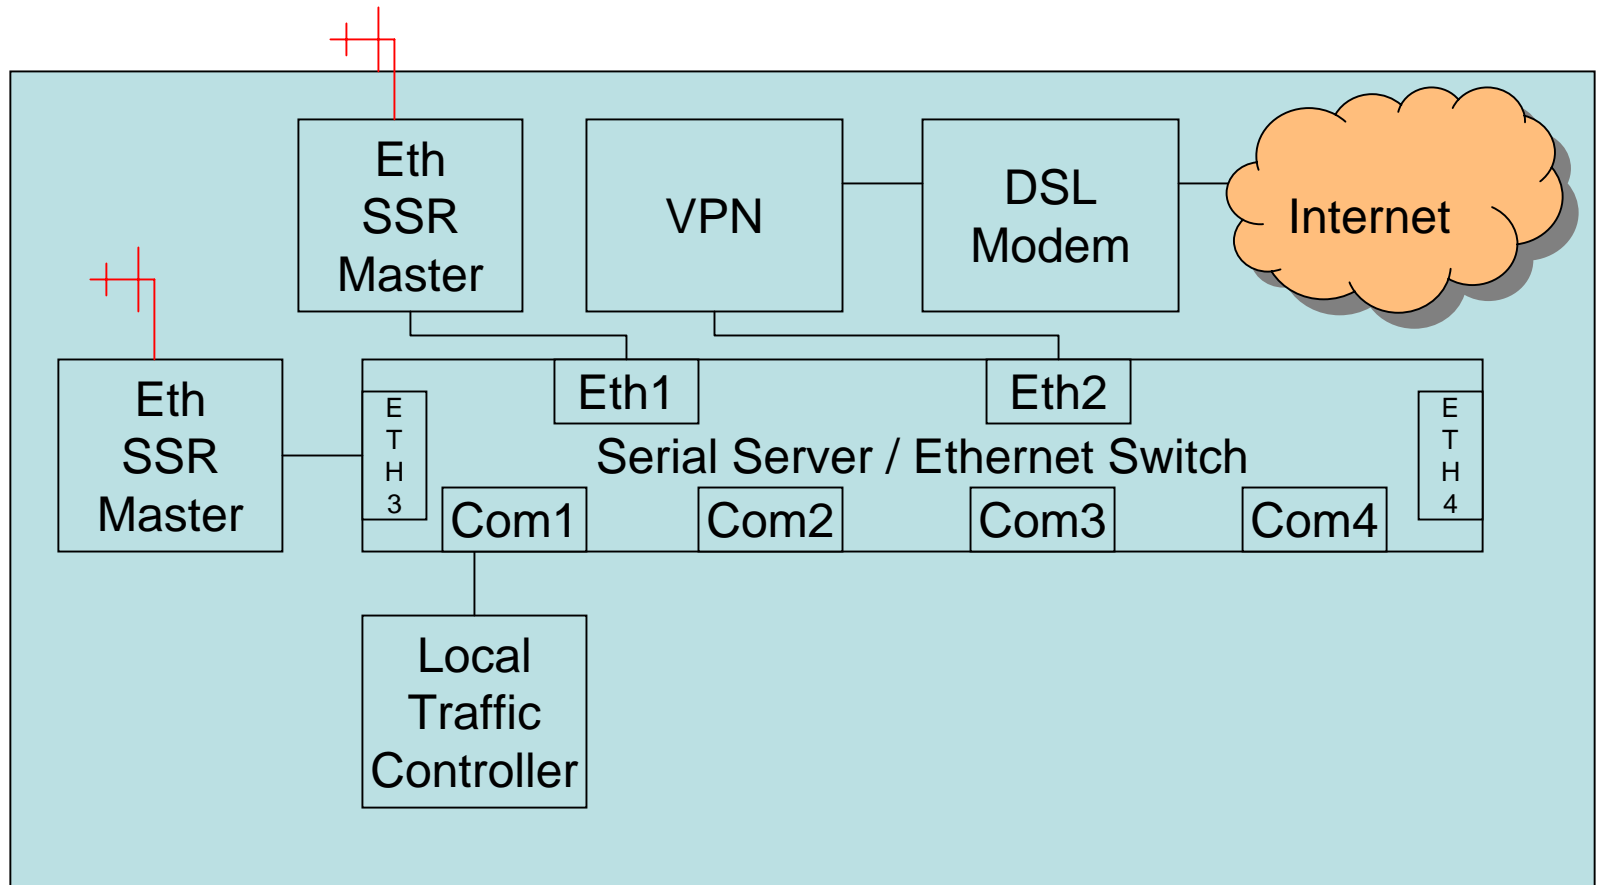 Eth
SSR
Master
VPN
DSL
Modem
Internet
Eth
SSR
Master
E
T
H
3
Eth1
Eth2
E
T
H
4
Serial Server / Ethernet Switch
Com1
Com2
Com3
Com4
Local
Traffic
Controller